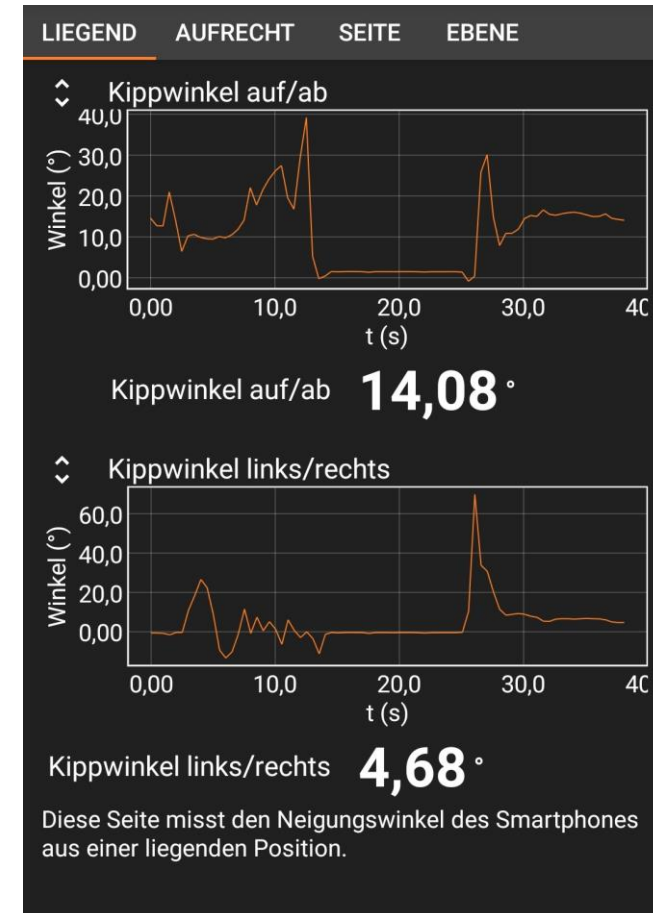 LIEGEND AUFRECHT SEITE EBENE
Kippwinkel auf/ab
40,0
30,0
20,0
10,0
0,00
Winkel (°)
0,00 10,0 20,0 30,0 40
t (s)
Kippwinkel auf/ab 14,08 °
Kippwinkel links/rechts
60,0
40,0
20,0
0,00
Winkel (°)
0,00 10,0 20,0 30,0 40
t (s)
Kippwinkel links/rechts 4,68 °
Diese Seite misst den Neigungswinkel des Smartphones
aus einer liegenden Position.